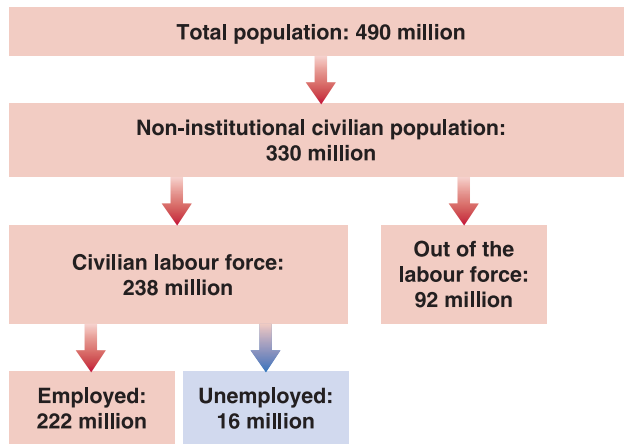 Total population: 490 million
Non-institutional civilian population:
330 million
Civilian labour force:
238 million
Out of the
labour force:
92 million
Employed:
222 million
Unemployed:
16 million